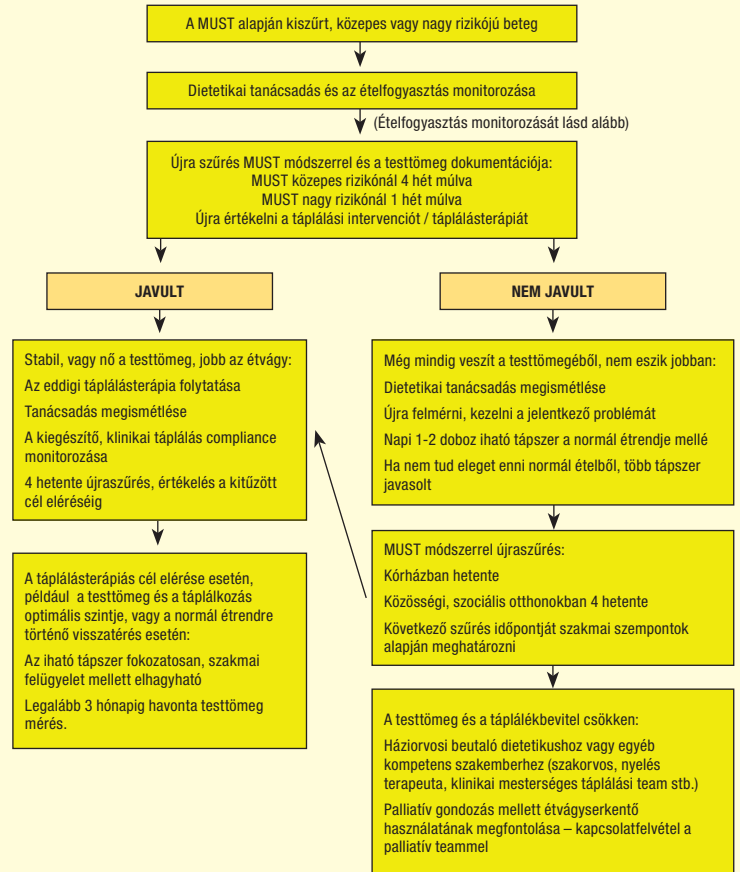 A MUST alapján kiszűrt, közepes vagy nagy rizikójú beteg
Dietetikai tanácsadás és az ételfogyasztás monitorozása
(Ételfogyasztás monitorozását lásd alább)
Újra szűrés MUST módszerrel és a testtömeg dokumentációja:
MUST közepes rizikónál 4 hét múlva
MUST nagy rizikónál 1 hét múlva
Újra értékelni a táplálási intervenciót / táplálásterápiát
JAVULT
Stabil, vagy nő a testtömeg, jobb az étvágy:
Az eddigi táplálásterápia folytatása
Tanácsadás megismétlése
A kiegészítő, klinikai táplálás compliance
monitorozása
4 hetente újraszűrés, értékelés a kitűzött
cél eléréséig
A táplálásterápiás cél elérése esetén,
például a testtömeg és a táplálkozás
optimális szintje, vagy a normál étrendre
történő visszatérés esetén:
Az iható tápszer fokozatosan, szakmai
felügyelet mellett elhagyható
Legalább 3 hónapig havonta testtömeg
mérés.
NEM JAVULT
Még mindig veszít a testtömegéből, nem eszik jobban:
Dietetikai tanácsadás megismétlése
Újra felmérni, kezelni a jelentkező problémát
Napi 1-2 doboz iható tápszer a normál étrendje mellé
Ha nem tud eleget enni normál ételből, több tápszer
javasolt
MUST módszerrel újraszűrés:
Kórházban hetente
Közösségi, szociális otthonokban 4 hetente
Következő szűrés időpontját szakmai szempontok
alapján meghatározni
A testtömeg és a táplálékbevitel csökken:
Háziorvosi beutaló dietetikushoz vagy egyéb
kompetens szakemberhez (szakorvos, nyelés
terapeuta, klinikai mesterséges táplálási team stb.)
Palliatív gondozás mellett étvágyserkentő
használatának megfontolása – kapcsolatfelvétel a
palliatív teammel